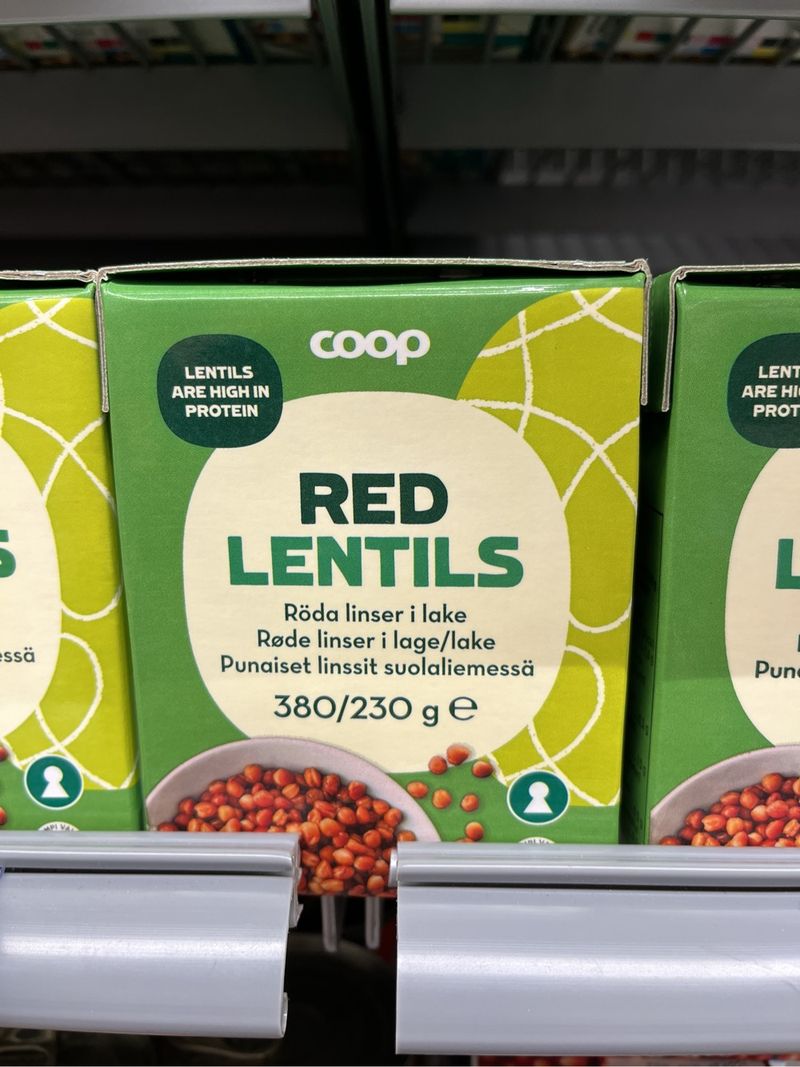 coop
LENTILS
ARE HIGH IN
PROTEIN
RED
LENTILS
Röda linser i lake
Røde linser i lage/lake
Punaiset linssit suolaliemessä
380/230 g ℮